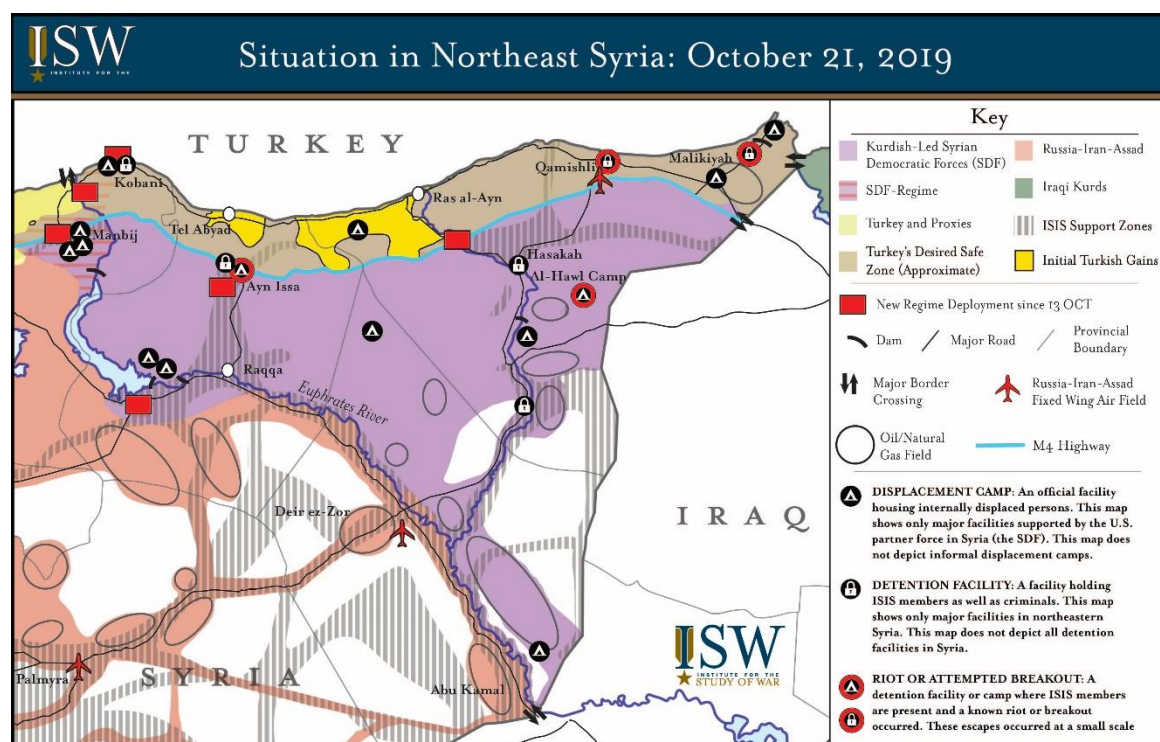 ISW
INSTITUTE FOR THE
Situation in Northeast Syria: October 21, 2019
TURKEY
Kobani
Manbij
Tel Abyad
Ras al-Ayn
Qamishli
Malikiyah
Ayn Issa
Hasakah
Al-Hawl Camp
Raqqa
Euphrates River
Deir ez-Zor
IRAQ
Palmyra
SYRIA
Abu Kamal
ISW
INSTITUTE FOR THE
STUDY OF WAR
Key
Kurdish-Led Syrian
Democratic Forces (SDF)
Russia-Iran-Assad
SDF-Regime
Iraqi Kurds
Turkey and Proxies
ISIS Support Zones
Turkey's Desired Safe
Zone (Approximate)
Initial Turkish Gains
New Regime Deployment since 13 OCT
Dam
Major Road
Provincial
Boundary
Major Border
Crossing
Russia-Iran-Assad
Fixed Wing Air Field
Oil/Natural
Gas Field
M4 Highway
DISPLACEMENT CAMP: An official facility
housing internally displaced persons. This map
shows only major facilities supported by the U.S.
partner force in Syria (the SDF). This map does
not depict informal displacement camps.
DETENTION FACILITY: A facility holding
ISIS members as well as criminals. This map
shows only major facilities in northeastern
Syria. This map does not depict all detention
facilities in Syria.
RIOT OR ATTEMPTED BREAKOUT: A
detention facility or camp where ISIS members
are present and a known riot or breakout
occurred. These escapes occurred at a small scale